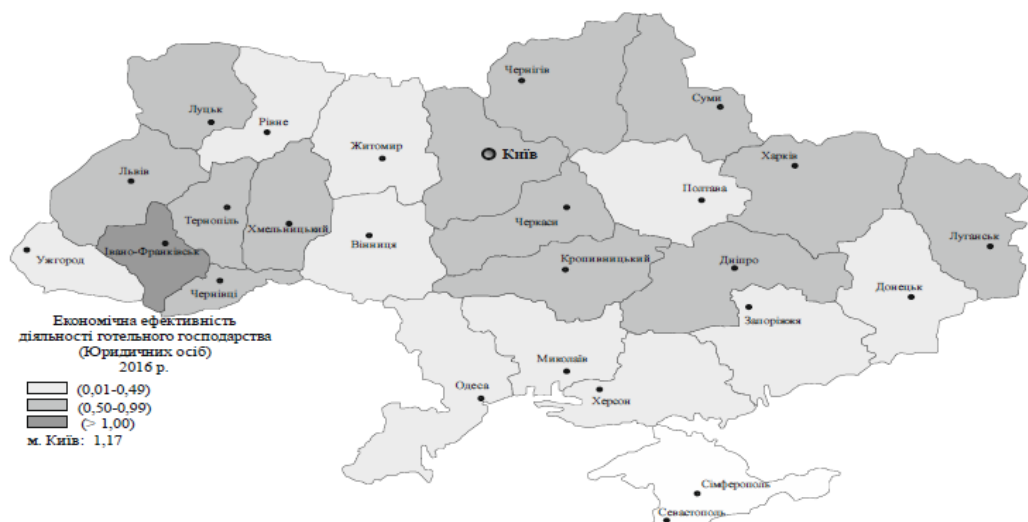 Чернігів
Луцьк
Суми
Рівне
Київ
Житомир
Харків
Львів
Полтава
Тернопіль
Черкаси
Хмельницький
Вінниця
Луганськ
Івано-Франківськ
Ужгород
Кропивницький
Дніпро
Чернівці
Донецьк
Запоріжжя
Економічна ефективність
діяльності готельного господарства
(Юридичних осіб)
2016 р.
Миколаїв
Одеса
Херсон
(0,01-0,49)
(0,50-0,99)
(> 1,00)
м. Київ: 1,17
Сімферополь
Севастополь